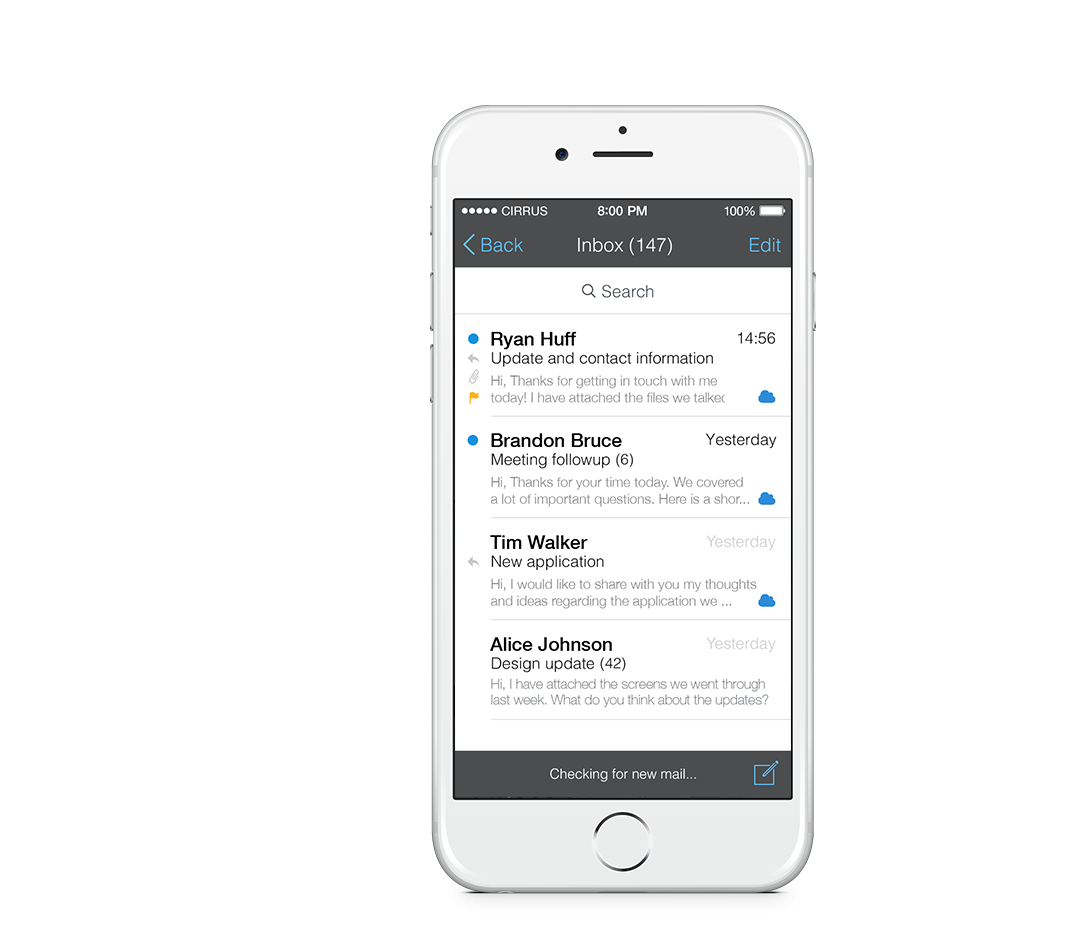 CIRRUS 8:00 PM 100%
Back Inbox (147) Edit
Search
Ryan Huff 14:56
Update and contact information
Hi, Thanks for getting in touch with me
today! I have attached the files we talked
Brandon Bruce Yesterday
Meeting followup (6)
Hi, Thanks for your time today. We covered
a lot of important questions. Here is a shor...
Tim Walker Yesterday
New application
Hi, I would like to share with you my thoughts
and ideas regarding the application we ...
Alice Johnson Yesterday
Design update (42)
Hi, I have attached the screens we went through
last week. What do you think about the updates?
Checking for new mail...